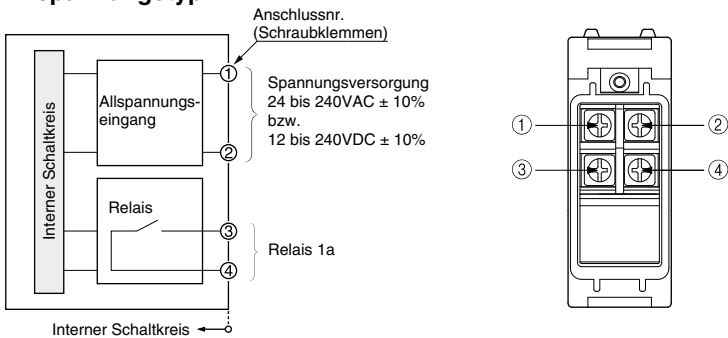 Anschlussnr.
(Schraubklemmen)
Interner Schaltkreis
Allspannungs-
eingang
①
②
Spannungsversorgung
24 bis 240VAC ± 10%
bzw.
12 bis 240VDC ± 10%
Relais
③
④
Relais 1a
Interner Schaltkreis
①
②
③
④